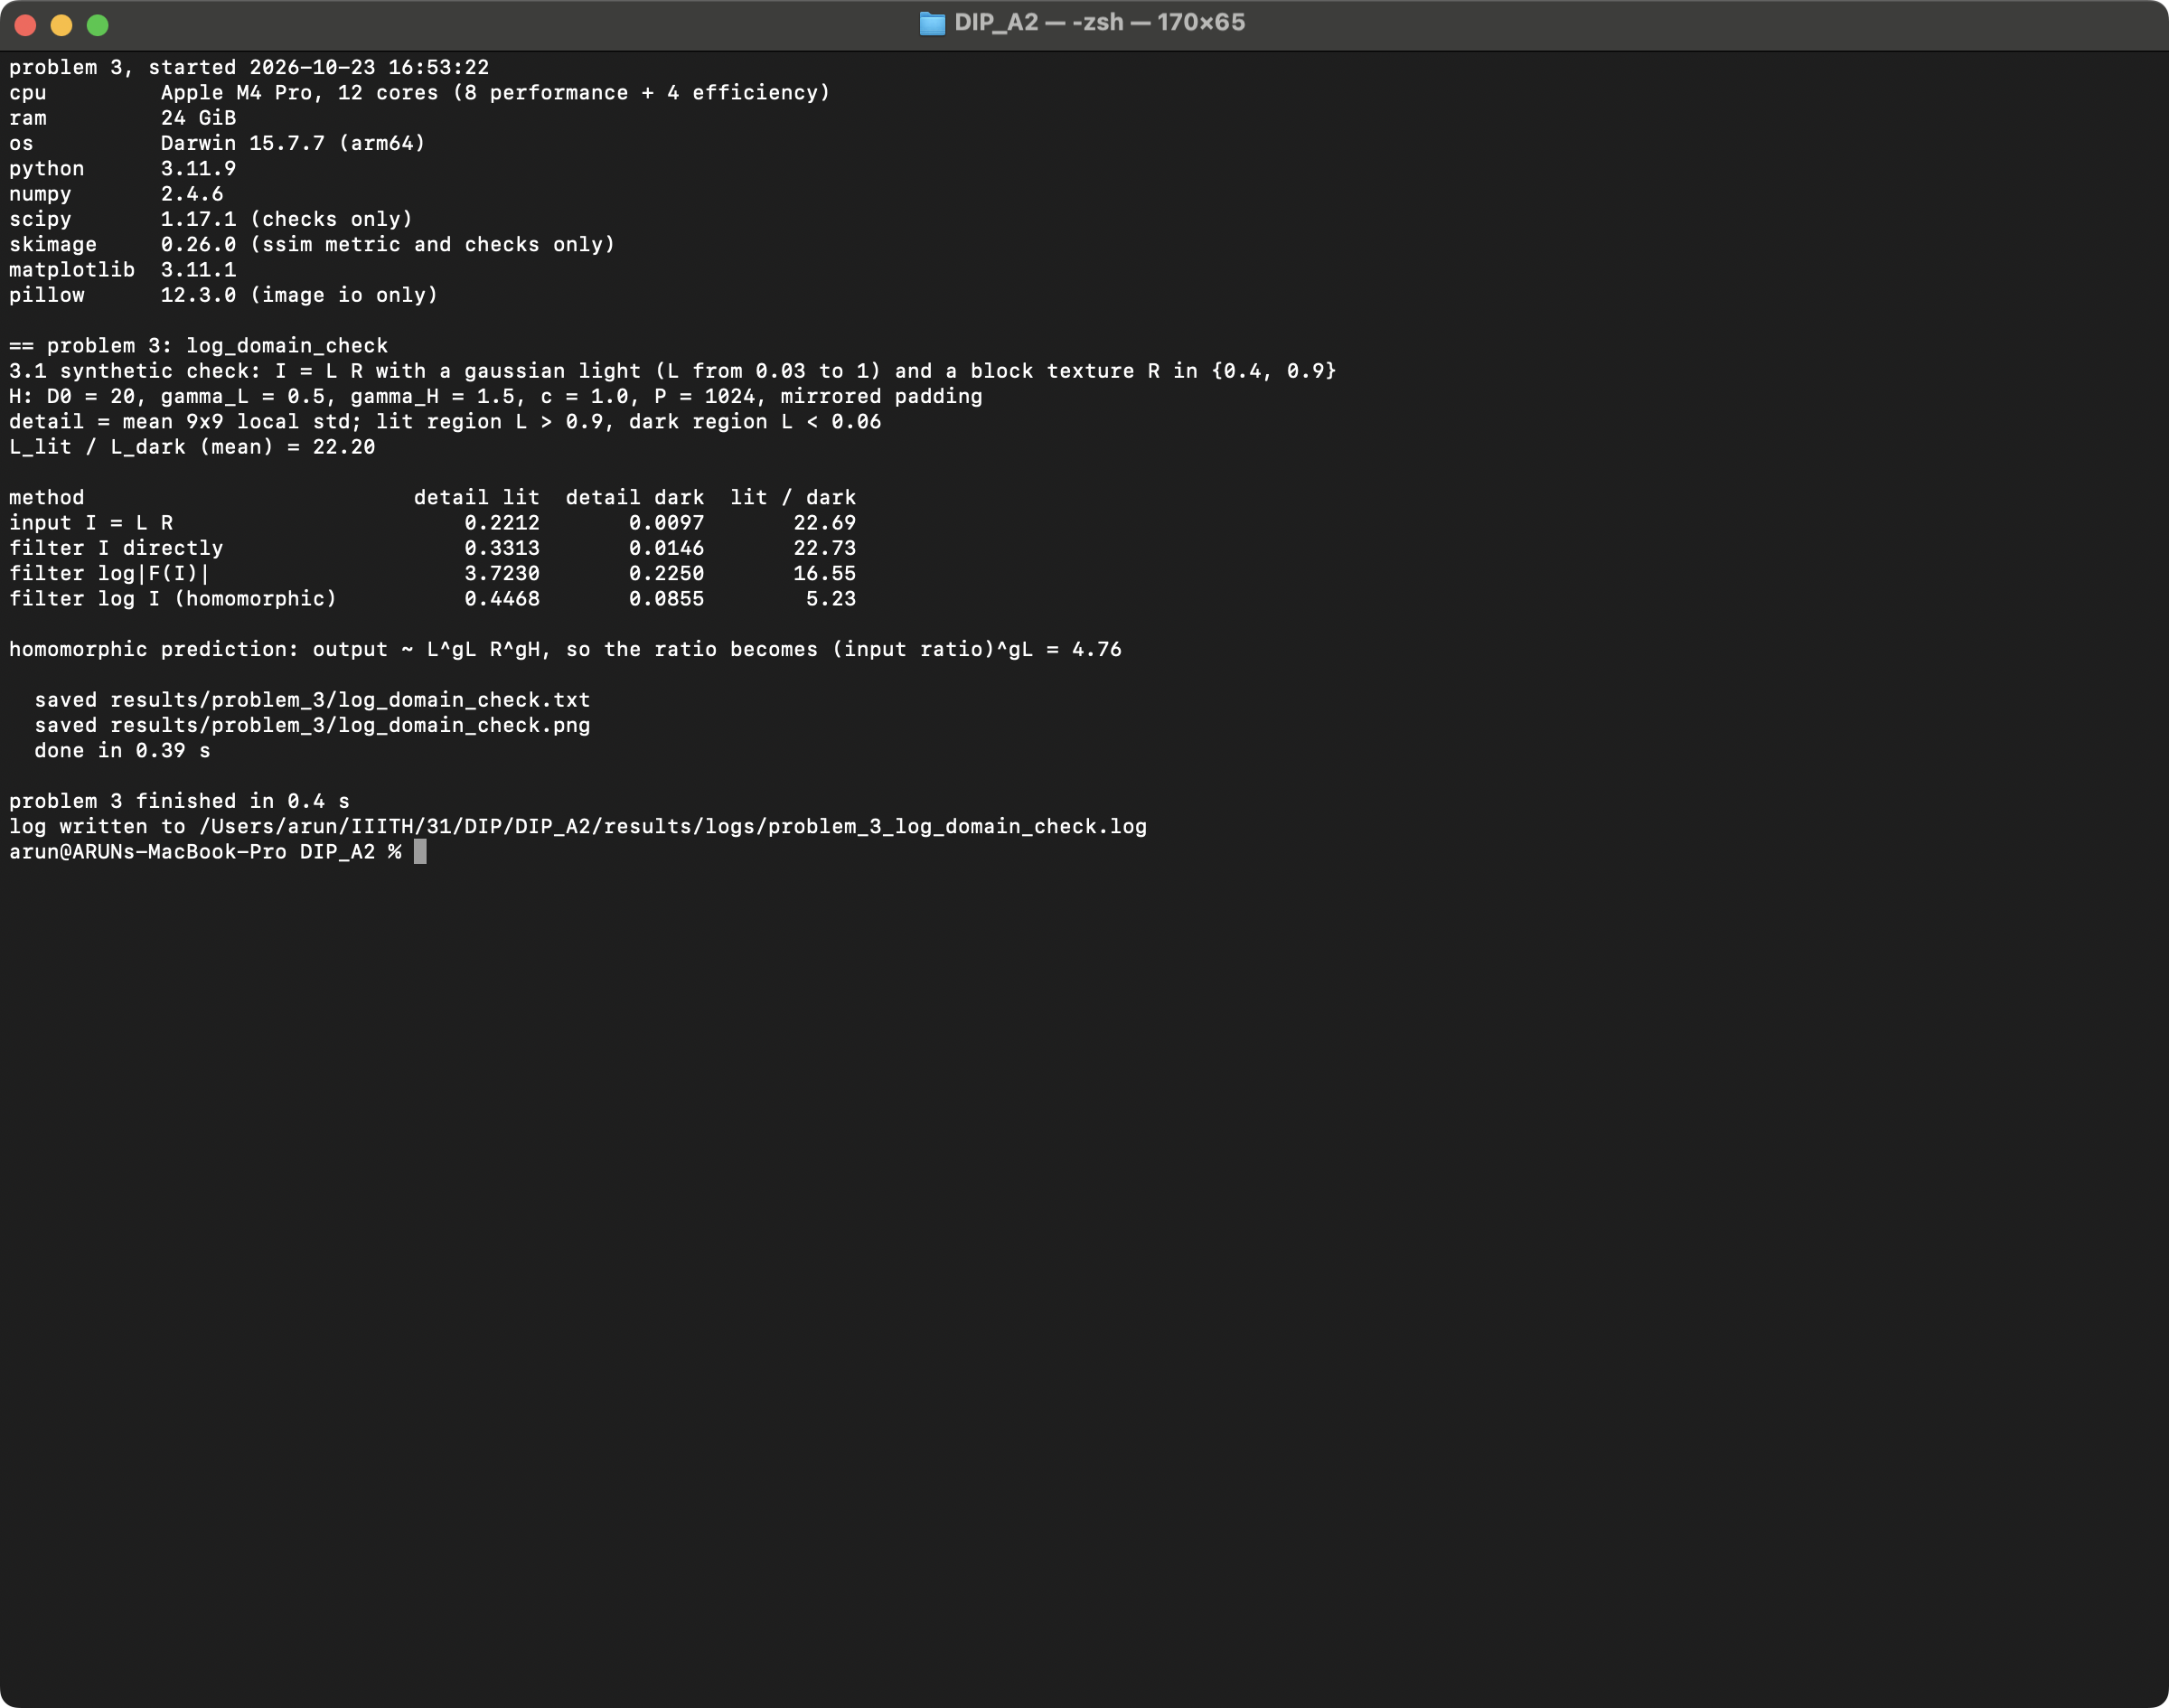 DIP_A2 — -zsh — 170×65
problem 3, started 2026-10-23 16:53:22
cpu         Apple M4 Pro, 12 cores (8 performance + 4 efficiency)
ram         24 GiB
os          Darwin 15.7.7 (arm64)
python      3.11.9
numpy       2.4.6
scipy       1.17.1 (checks only)
skimage     0.26.0 (ssim metric and checks only)
matplotlib  3.11.1
pillow      12.3.0 (image io only)
== problem 3: log_domain_check
3.1 synthetic check: I = L R with a gaussian light (L from 0.03 to 1) and a block texture R in {0.4, 0.9}
H: D0 = 20, gamma_L = 0.5, gamma_H = 1.5, c = 1.0, P = 1024, mirrored padding
detail = mean 9x9 local std; lit region L > 0.9, dark region L < 0.06
L_lit / L_dark (mean) = 22.20
method                          detail lit  detail dark  lit / dark
input I = L R                       0.2212       0.0097       22.69
filter I directly                   0.3313       0.0146       22.73
filter log|F(I)|                    3.7230       0.2250       16.55
filter log I (homomorphic)          0.4468       0.0855        5.23
homomorphic prediction: output ~ L^gL R^gH, so the ratio becomes (input ratio)^gL = 4.76
  saved results/problem_3/log_domain_check.txt
  saved results/problem_3/log_domain_check.png
  done in 0.39 s
problem 3 finished in 0.4 s
log written to /Users/arun/IIITH/31/DIP/DIP_A2/results/logs/problem_3_log_domain_check.log
arun@ARUNs-MacBook-Pro DIP_A2 %